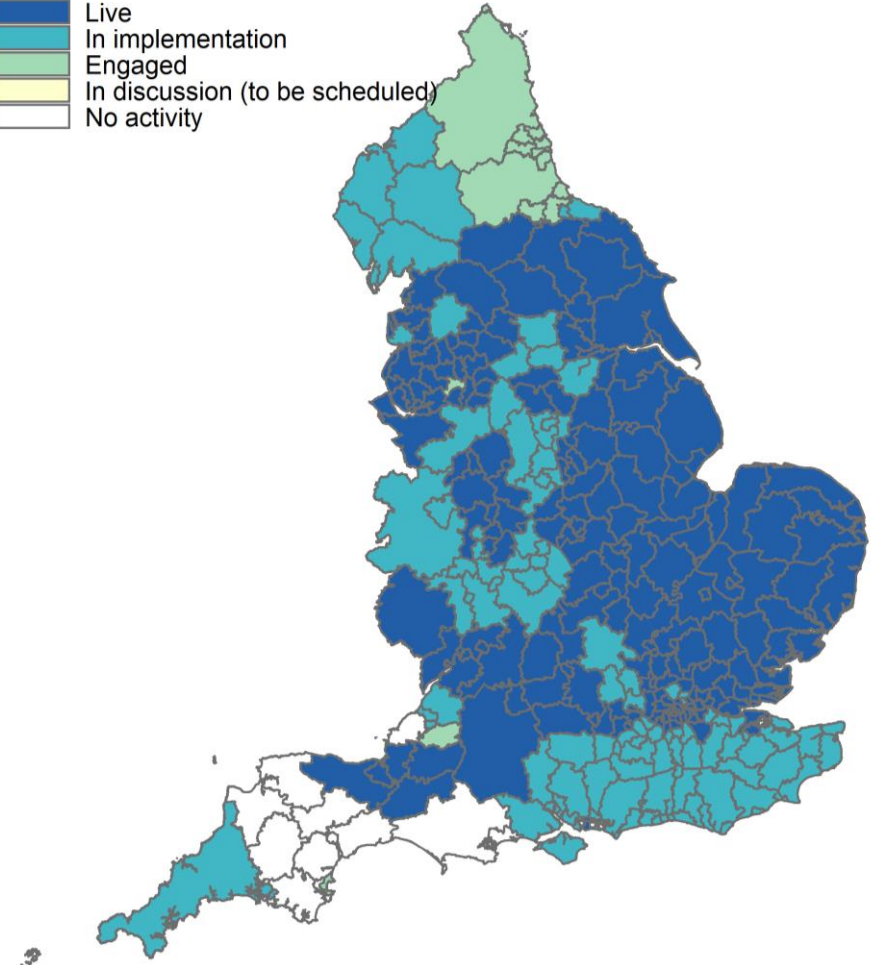 Live
In implementation
Engaged
In discussion (to be scheduled)
No activity